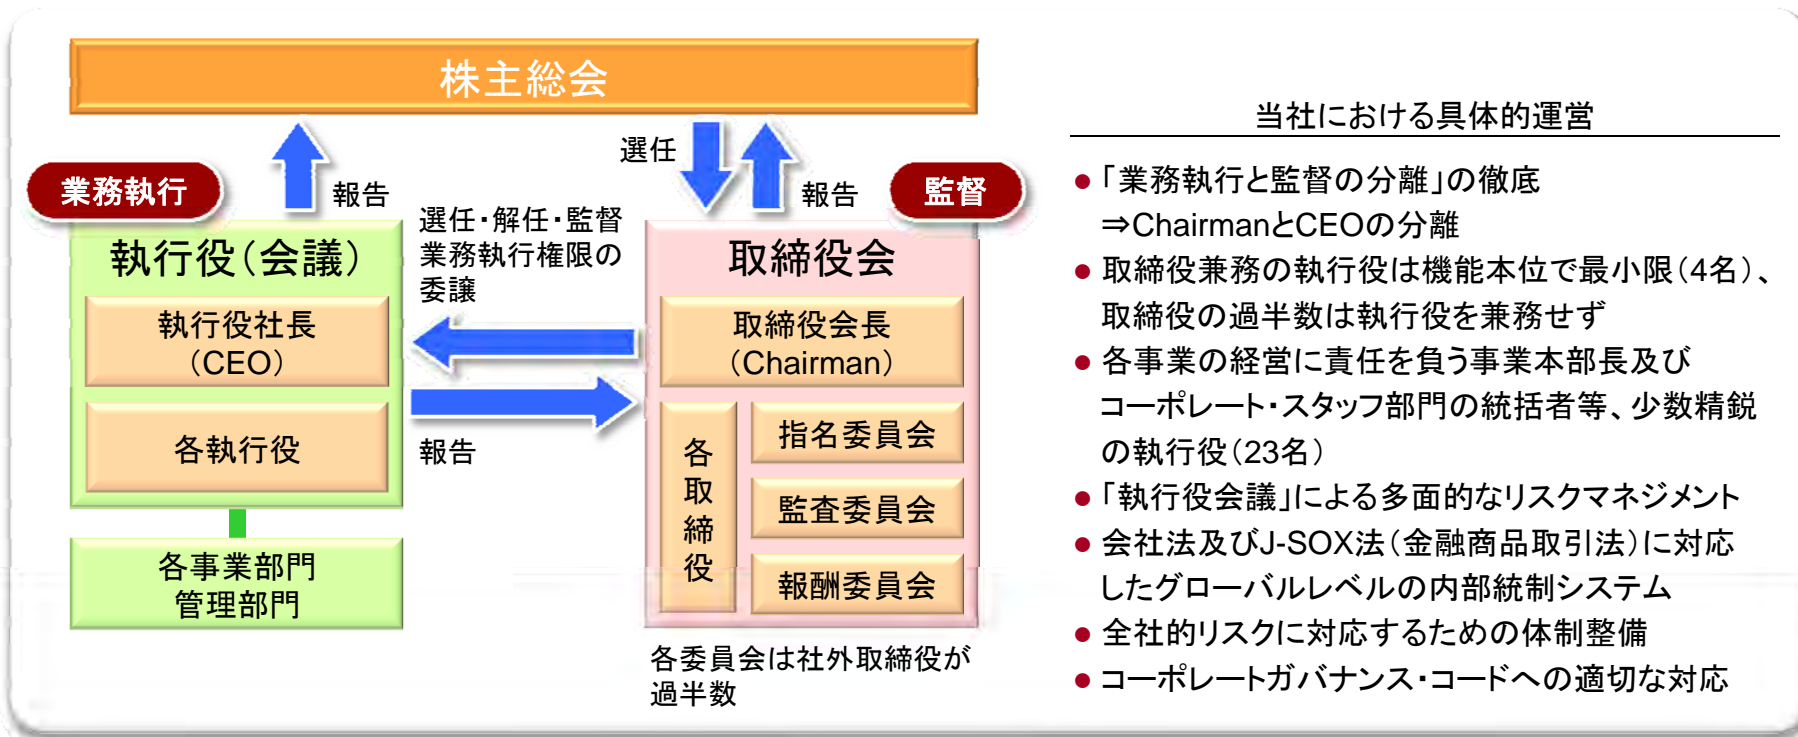 株主総会
選任
報告
報告
業務執行
監督
執行役(会議)
執行役社長
(CEO)
各執行役
各事業部門
管理部門
選任・解任・監督
業務執行権限の
委譲
報告
取締役会
取締役会長
(Chairman)
各取締役
指名委員会
監査委員会
報酬委員会
各委員会は社外取締役が
過半数
当社における具体的運営
●「業務執行と監督の分離」の徹底
⇒ChairmanとCEOの分離
●取締役兼務の執行役は機能本位で最小限(4名)、
取締役の過半数は執行役を兼務せず
●各事業の経営に責任を負う事業本部長及び
コーポレート・スタッフ部門の統括者等、少数精鋭
の執行役(23名)
●「執行役会議」による多面的なリスクマネジメント
●会社法及びJ-SOX法(金融商品取引法)に対応
したグローバルレベルの内部統制システム
●全社的リスクに対応するための体制整備
●コーポレートガバナンス・コードへの適切な対応